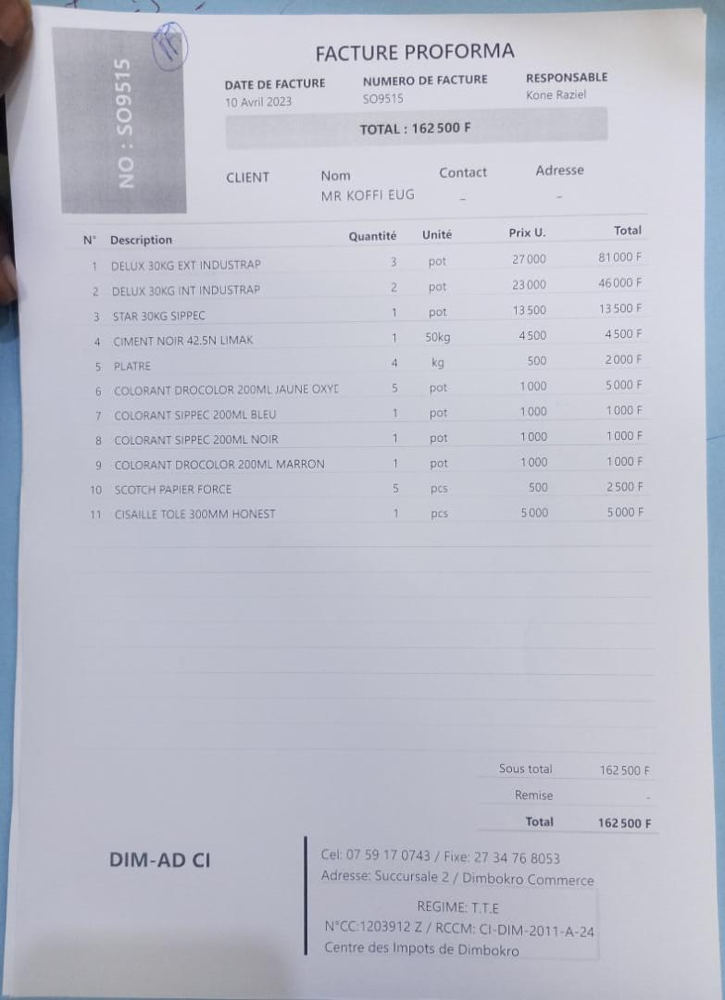 NO : SO9515
FACTURE PROFORMA
DATE DE FACTURE NUMERO DE FACTURE RESPONSABLE
10 Avril 2023 SO9515 Kone Raziel
TOTAL : 162 500 F
CLIENT Nom Contact Adresse
MR KOFFI EUG – –
N° Description Quantité Unité Prix U. Total
1 DELUX 30KG EXT INDUSTRAP 3 pot 27 000 81 000 F
2 DELUX 30KG INT INDUSTRAP 2 pot 23 000 46 000 F
3 STAR 30KG SIPPEC 1 pot 13 500 13 500 F
4 CIMENT NOIR 42.5N LIMAK 1 50kg 4 500 4 500 F
5 PLATRE 4 kg 500 2 000 F
6 COLORANT DROCOLOR 200ML JAUNE OXYD 5 pot 1 000 5 000 F
7 COLORANT SIPPEC 200ML BLEU 1 pot 1 000 1 000 F
8 COLORANT SIPPEC 200ML NOIR 1 pot 1 000 1 000 F
9 COLORANT DROCOLOR 200ML MARRON 1 pot 1 000 1 000 F
10 SCOTCH PAPIER FORCE 5 pcs 500 2 500 F
11 CISAILLE TOLE 300MM HONEST 1 pcs 5 000 5 000 F
Sous total 162 500 F
Remise -
Total 162 500 F
DIM-AD CI
Cel: 07 59 17 0743 / Fixe: 27 34 76 8053
Adresse: Succursale 2 / Dimbokro Commerce
REGIME: T.T.E
N°CC:1203912 Z / RCCM: CI-DIM-2011-A-24
Centre des Impots de Dimbokro